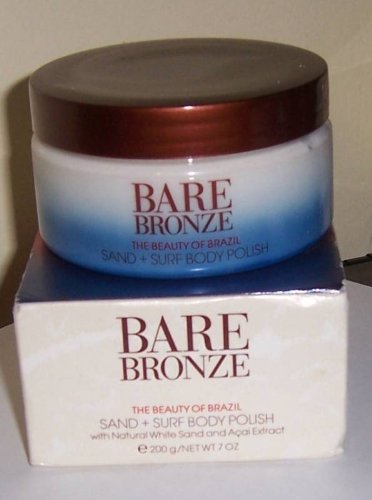 BARE
BRONZE
THE BEAUTY OF BRAZIL
SAND + SURF BODY POLISH
BARE
BRONZE
THE BEAUTY OF BRAZIL
SAND + SURF BODY POLISH
with Natural White Sand and Açai Extract
℮ 200 g/NET WT 7 OZ